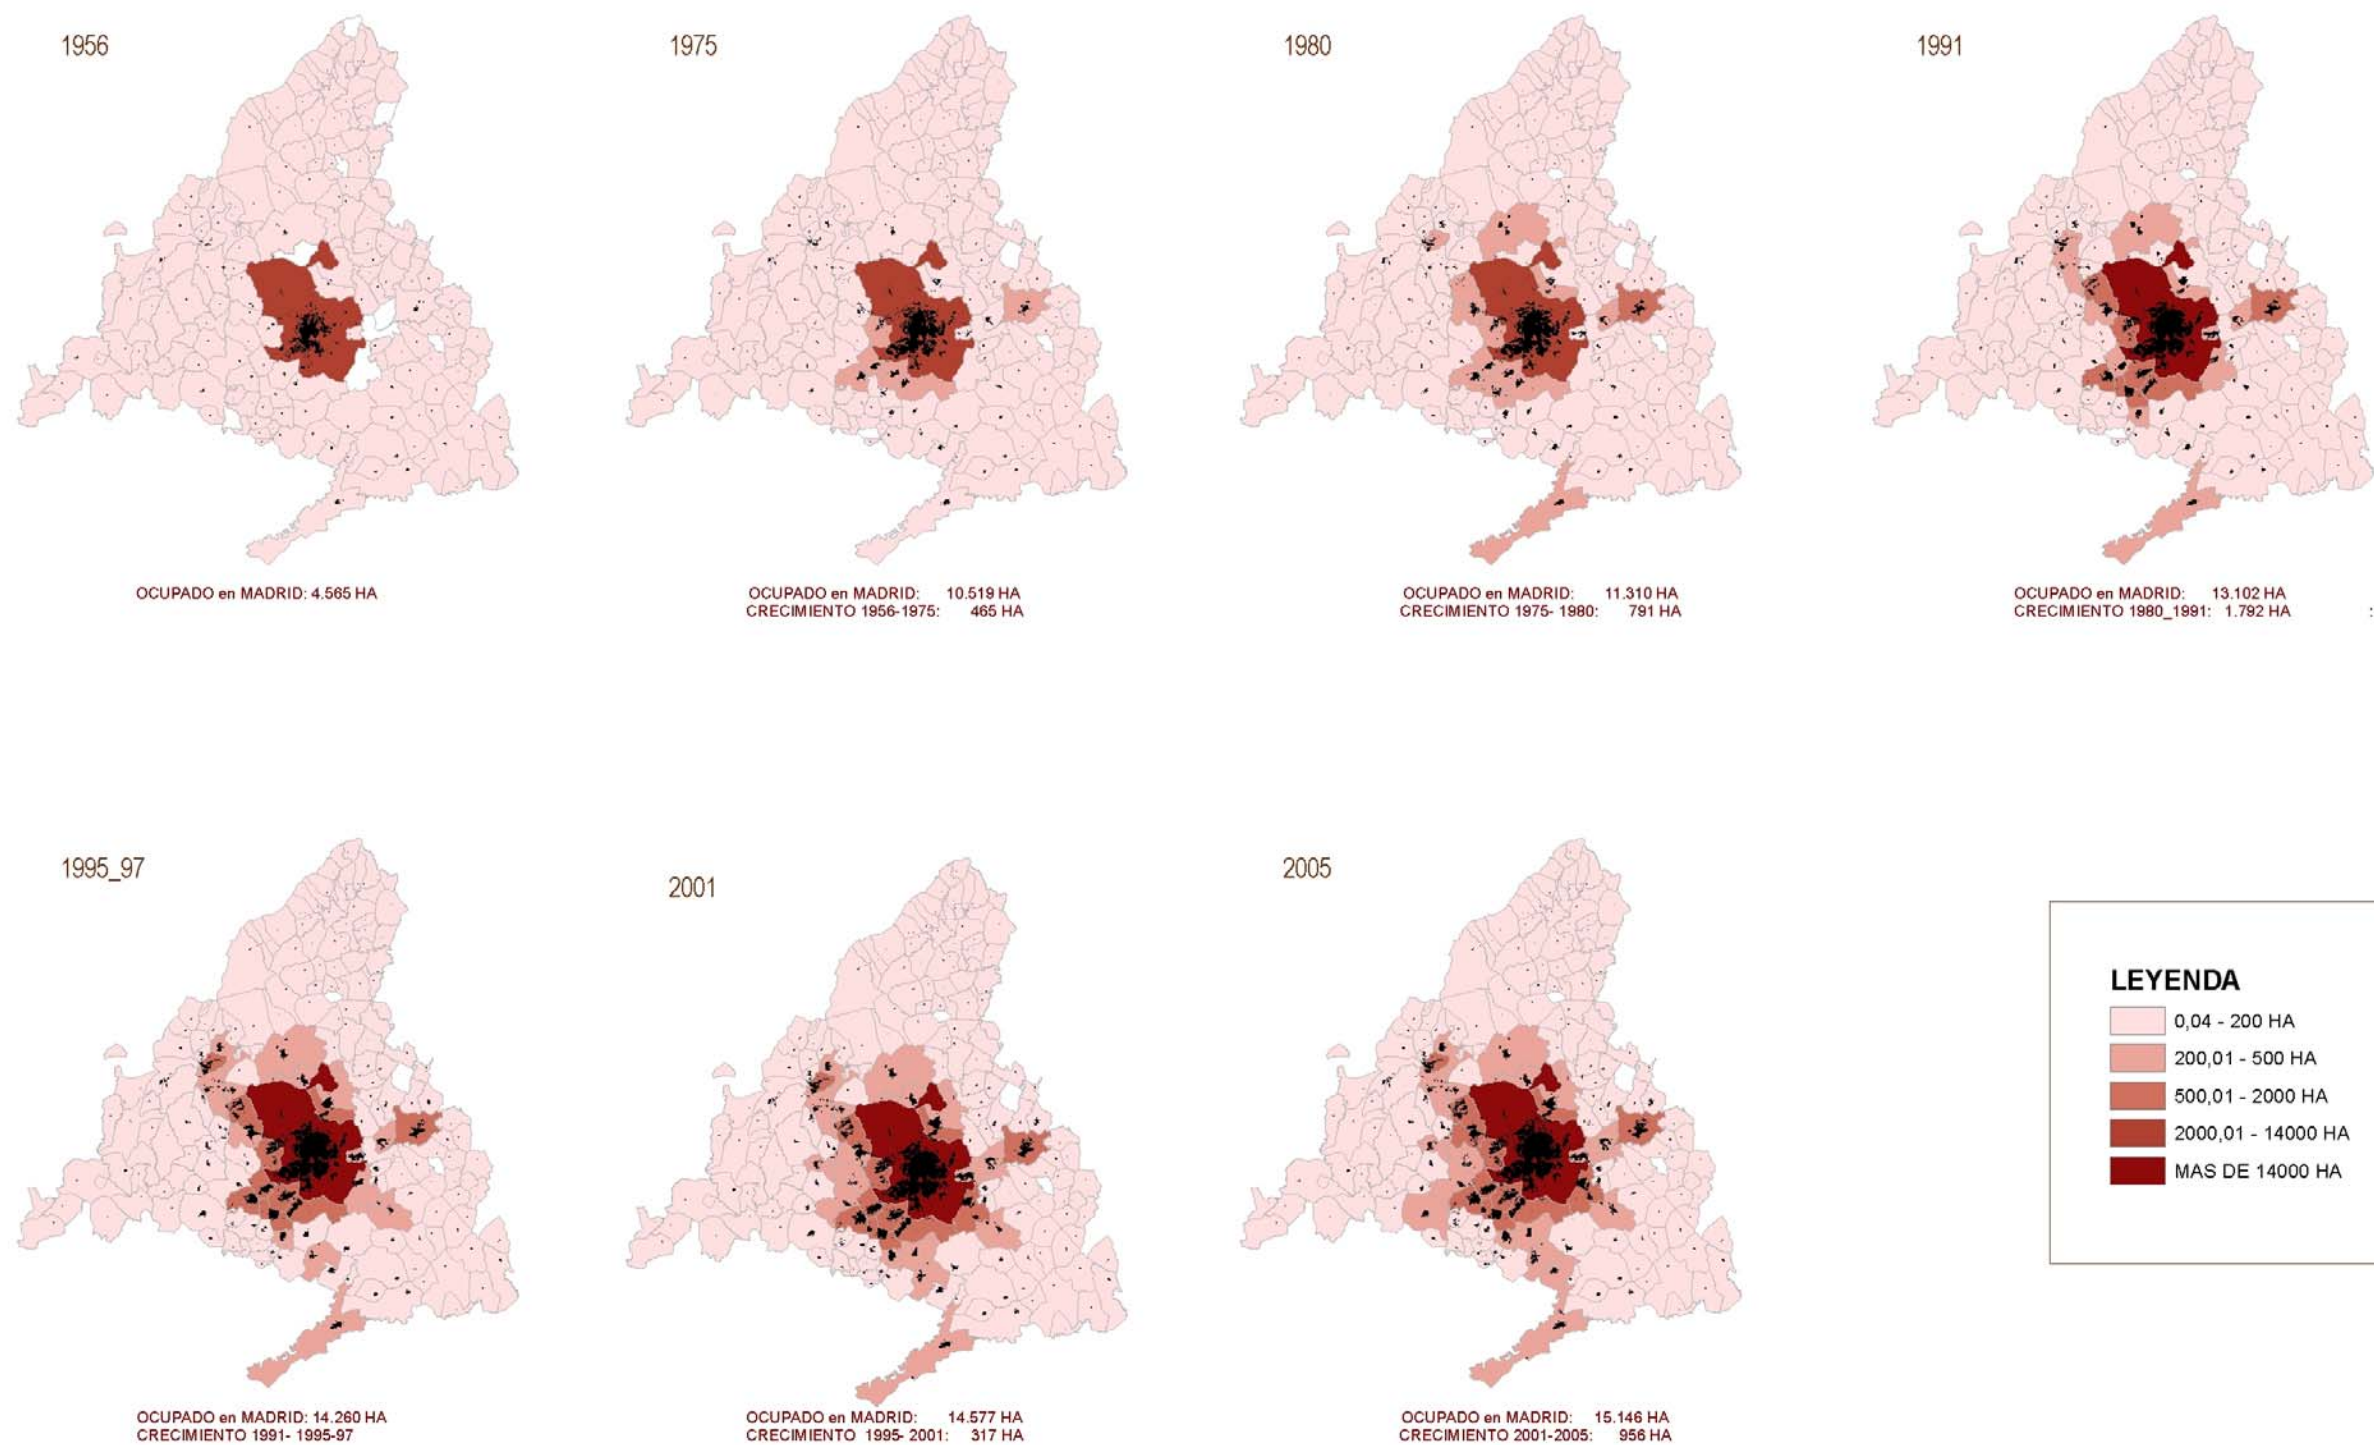 1956
OCUPADO en MADRID: 4.565 HA
1975
OCUPADO en MADRID: 10.519 HA
CRECIMIENTO 1956-1975: 465 HA
1980
OCUPADO en MADRID: 11.310 HA
CRECIMIENTO 1975- 1980: 791 HA
1991
OCUPADO en MADRID: 13.102 HA
CRECIMIENTO 1980_1991: 1.792 HA
:
1995_97
OCUPADO en MADRID: 14.260 HA
CRECIMIENTO 1991- 1995-97
2001
OCUPADO en MADRID: 14.577 HA
CRECIMIENTO 1995- 2001: 317 HA
2005
OCUPADO en MADRID: 15.146 HA
CRECIMIENTO 2001-2005: 956 HA
LEYENDA
0,04 - 200 HA
200,01 - 500 HA
500,01 - 2000 HA
2000,01 - 14000 HA
MAS DE 14000 HA